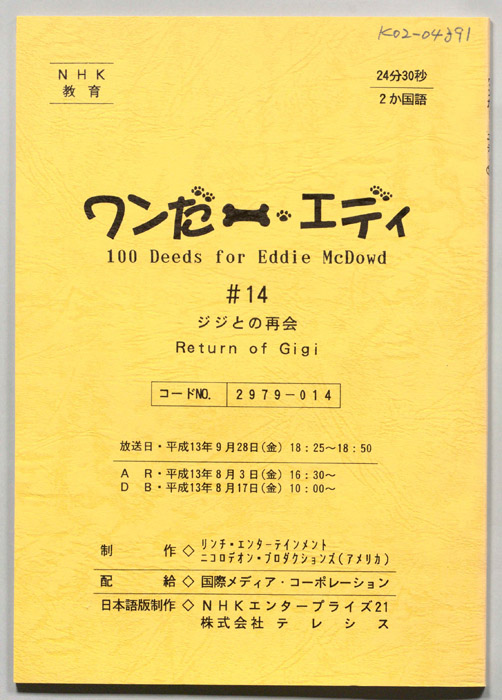 K02-04391
NHK
教育
24分30秒
2か国語
ワンだー・エディ
100 Deeds for Eddie McDowd
#14
ジジとの再会
Return of Gigi
コードNO. 2979-014
放送日・平成13年9月28日(金) 18:25～18:50
AR・平成13年8月3日(金) 16:30～
DB・平成13年8月17日(金) 10:00～
制作◇リンチ・エンターテインメント
ニコロデオン・プロダクションズ(アメリカ)
配給◇国際メディア・コーポレーション
日本語版制作◇NHKエンタープライズ21
株式会社テレシス